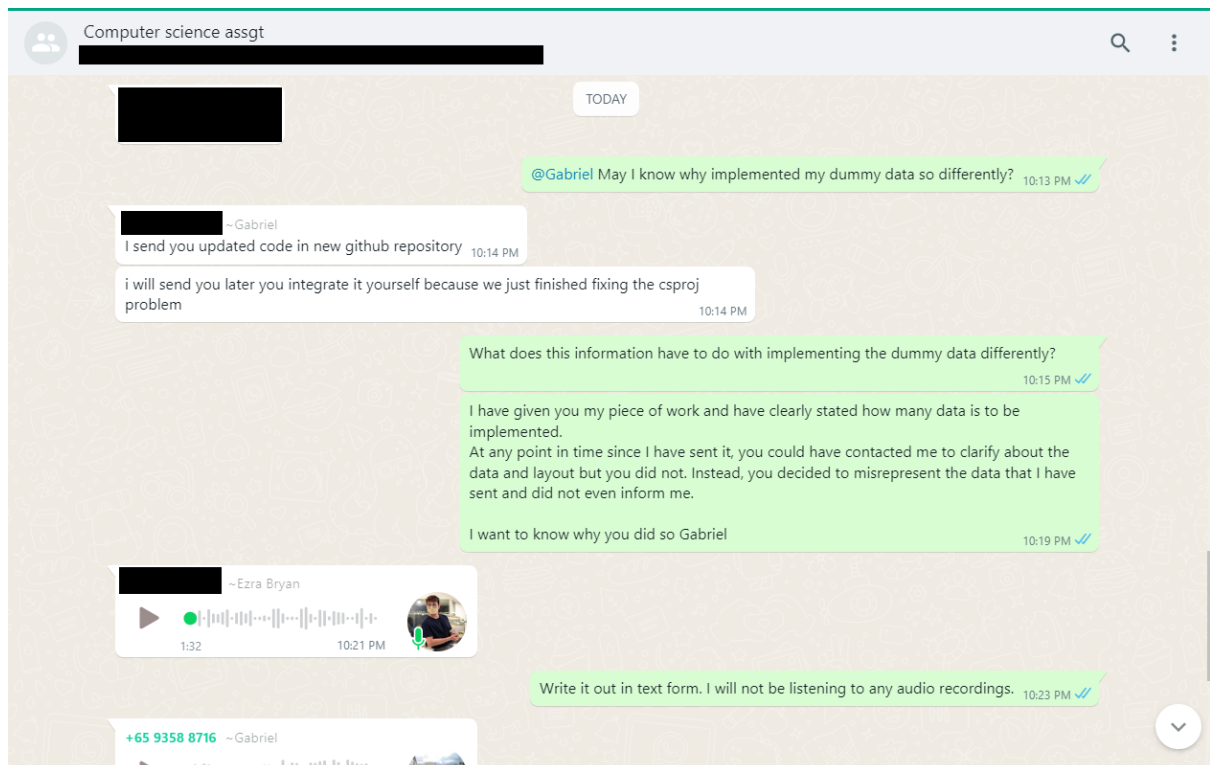 Computer science assgt
TODAY
@Gabriel May I know why implemented my dummy data so differently? 10:13 PM
~Gabriel
I send you updated code in new github repository 10:14 PM
i will send you later you integrate it yourself because we just finished fixing the csproj
problem
10:14 PM
What does this information have to do with implementing the dummy data differently?
10:15 PM
I have given you my piece of work and have clearly stated how many data is to be
implemented.
At any point in time since I have sent it, you could have contacted me to clarify about the
data and layout but you did not. Instead, you decided to misrepresent the data that I have
sent and did not even inform me.
I want to know why you did so Gabriel
10:19 PM
~Ezra Bryan
1:32 10:21 PM
Write it out in text form. I will not be listening to any audio recordings. 10:23 PM
+65 9358 8716 ~Gabriel